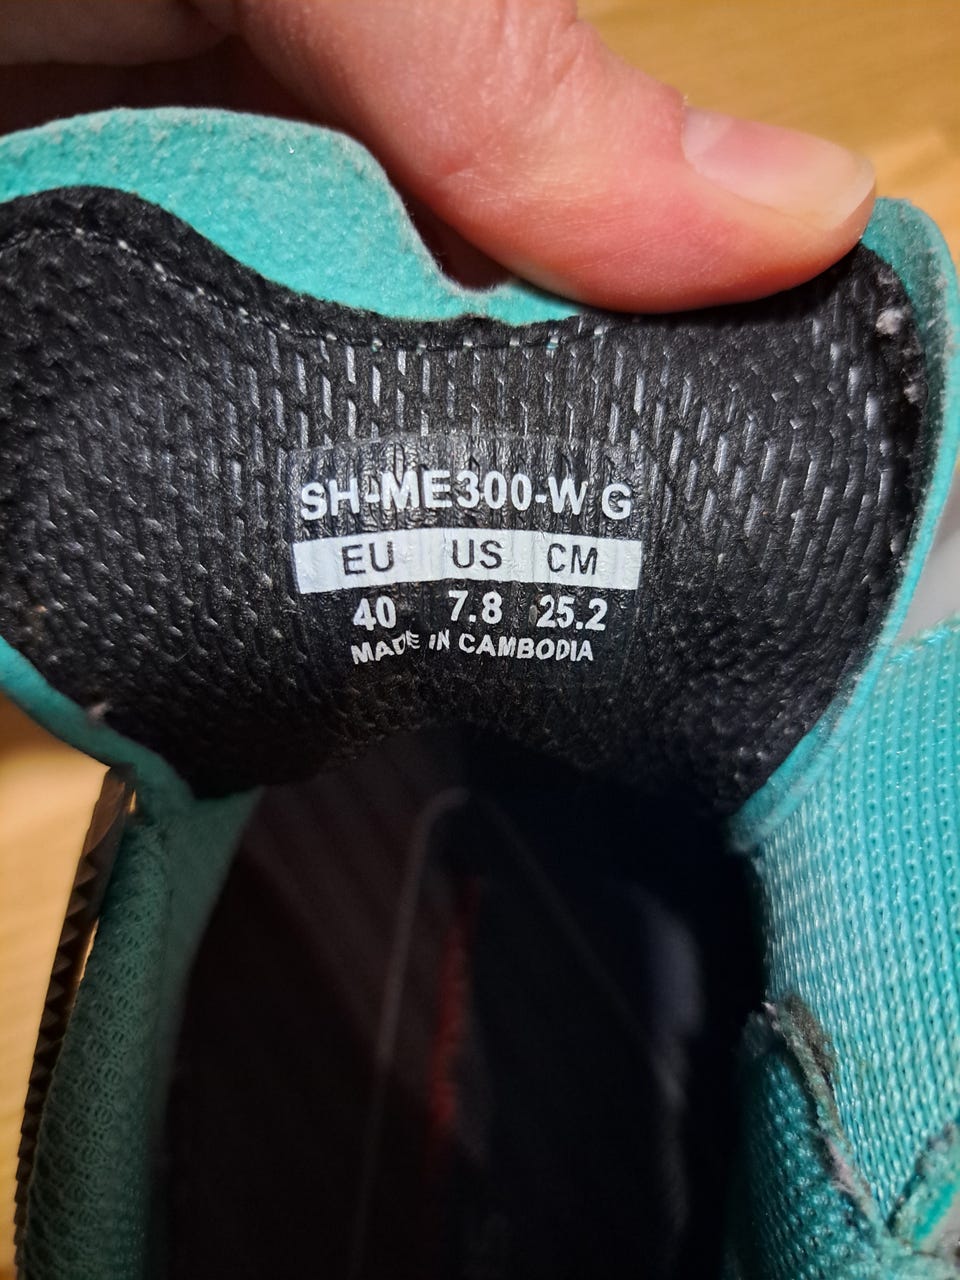 SH-ME300-W G
EU US CM
40 7.8 25.2
MADE IN CAMBODIA